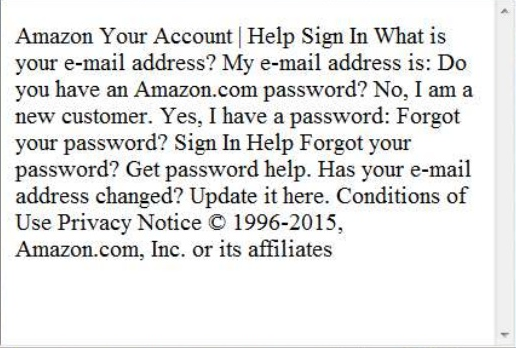 Amazon Your Account | Help Sign In What is
your e-mail address? My e-mail address is: Do
you have an Amazon.com password? No, I am a
new customer. Yes, I have a password: Forgot
your password? Sign In Help Forgot your
password? Get password help. Has your e-mail
address changed? Update it here. Conditions of
Use Privacy Notice © 1996-2015,
Amazon.com, Inc. or its affiliates